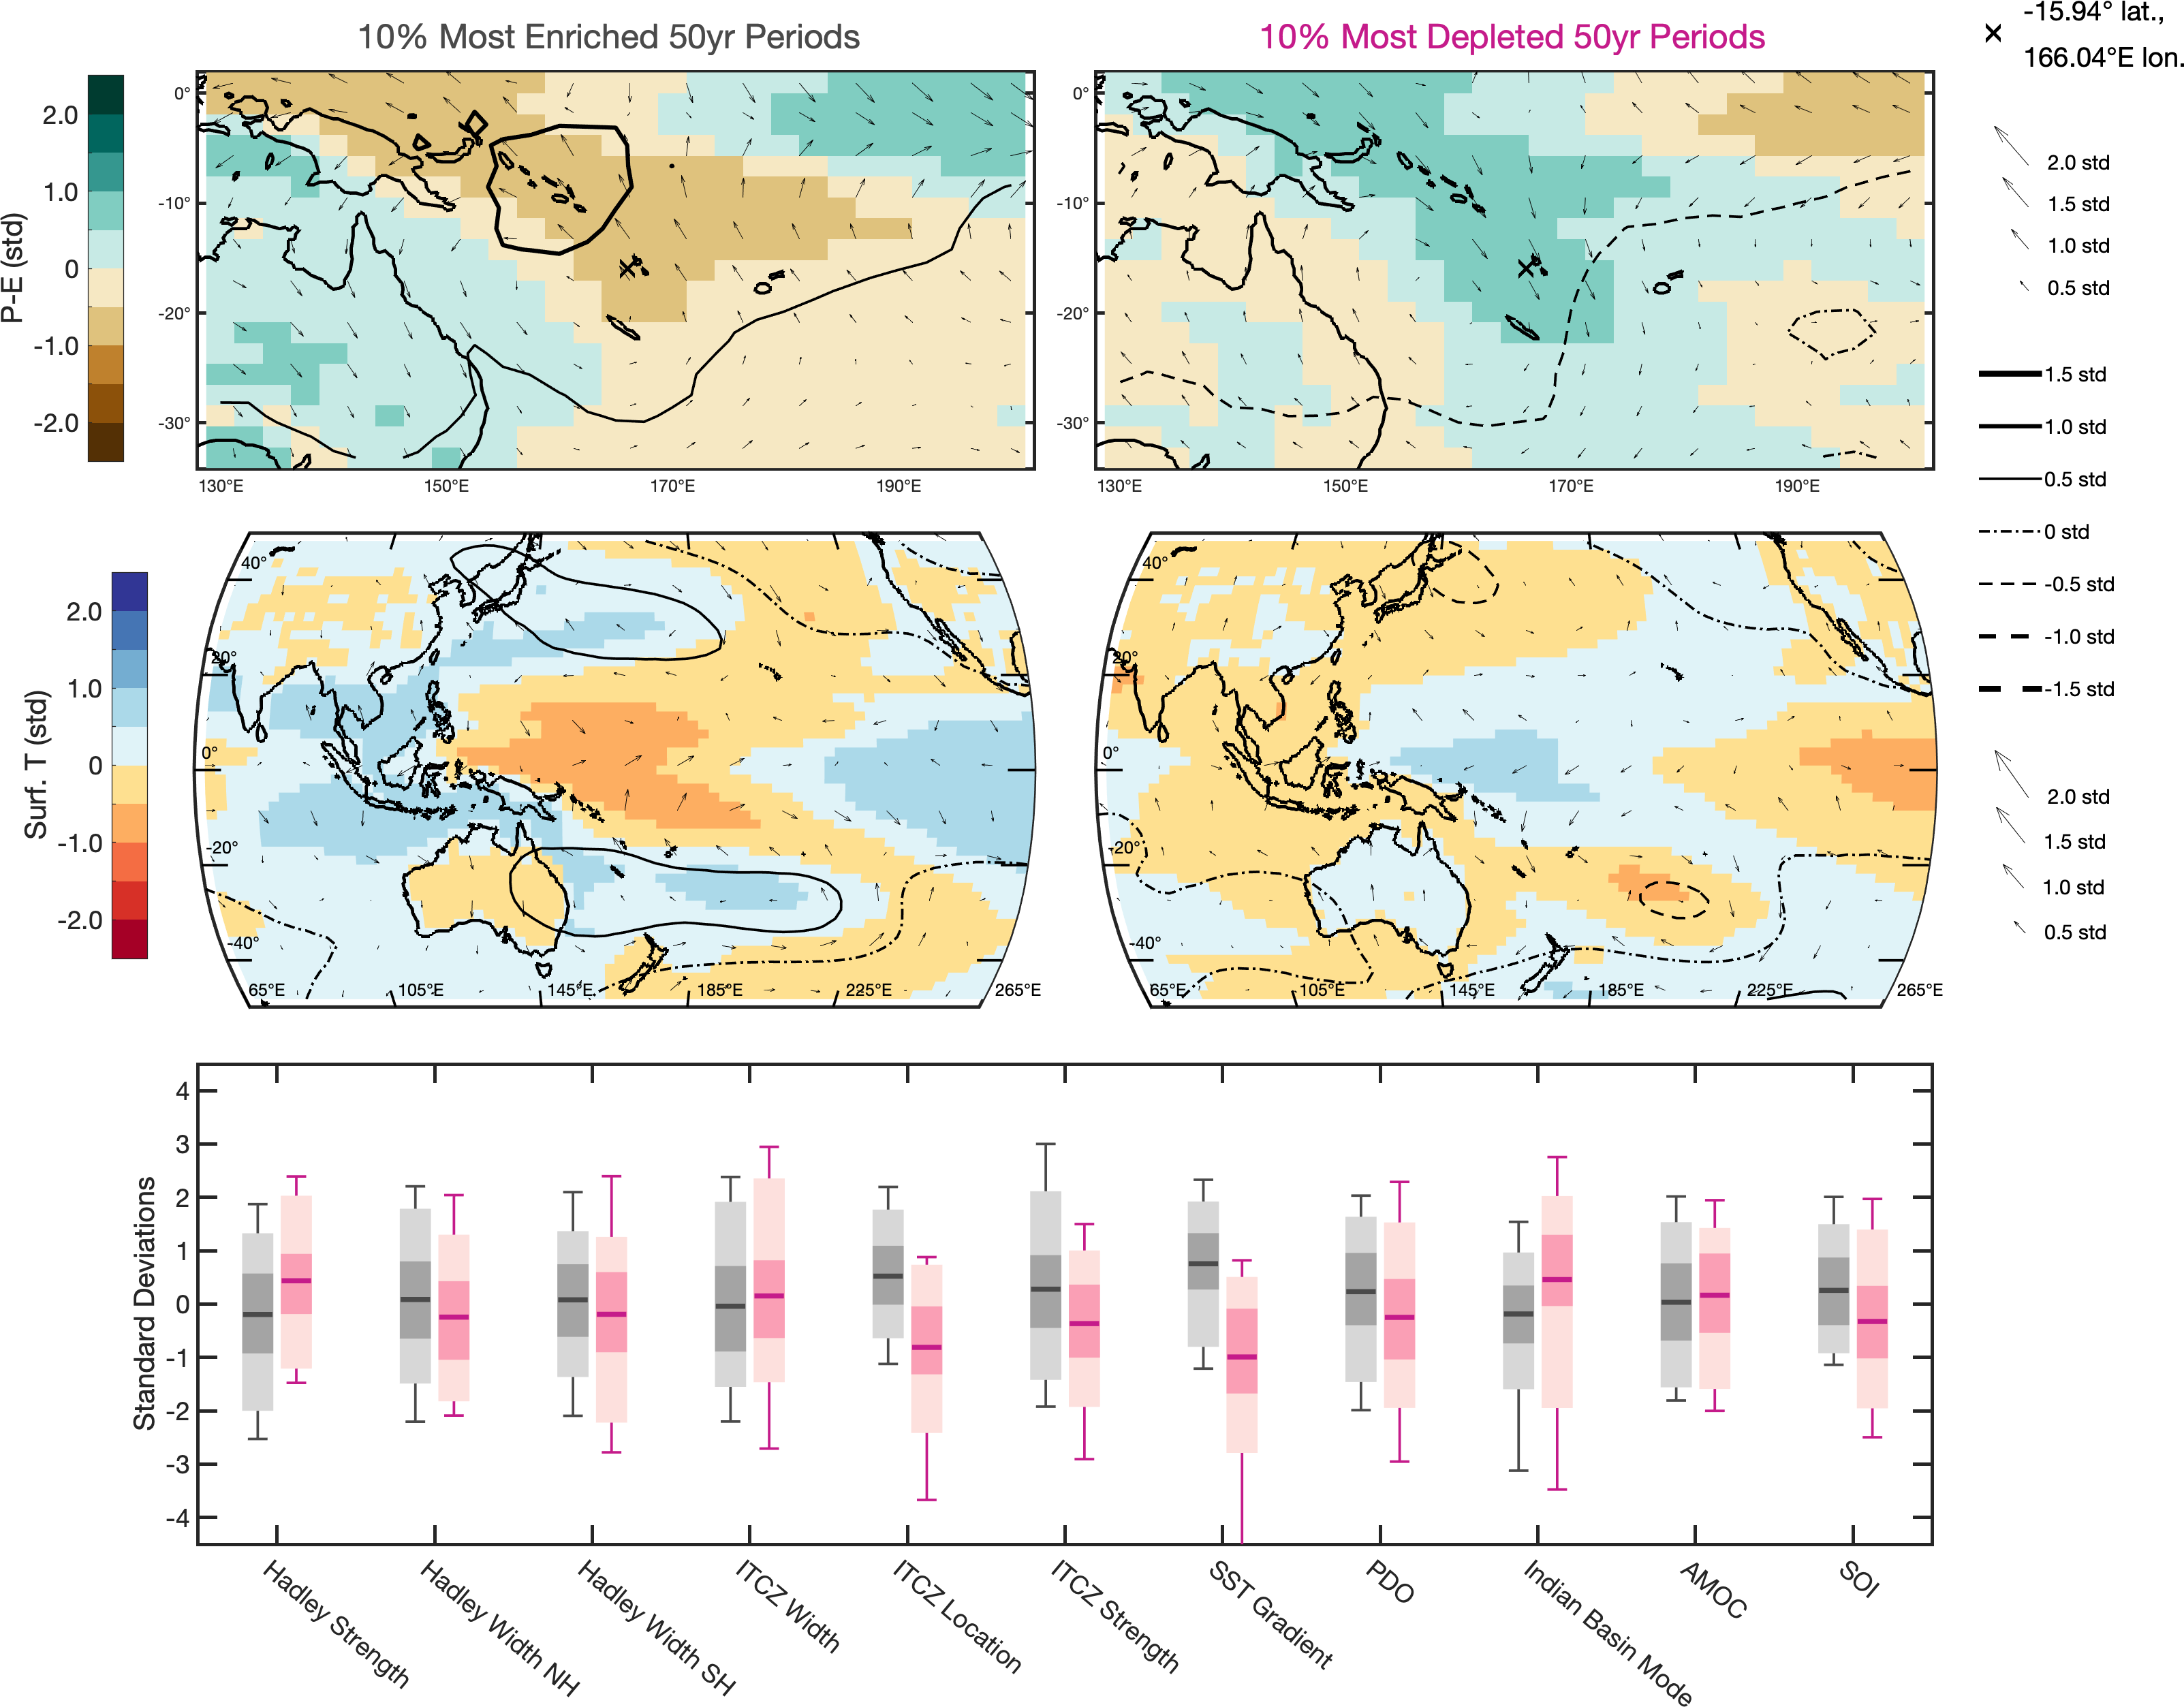 10% Most Enriched 50yr Periods
10% Most Depleted 50yr Periods
-15.94° lat.,
166.04°E lon.
P-E (std)
2.0
1.0
0
-1.0
-2.0
0°
-10°
-20°
-30°
130°E
150°E
170°E
190°E
0°
-10°
-20°
-30°
130°E
150°E
170°E
190°E
2.0 std
1.5 std
1.0 std
0.5 std
1.5 std
1.0 std
0.5 std
0 std
-0.5 std
-1.0 std
-1.5 std
Surf. T (std)
2.0
1.0
0
-1.0
-2.0
40°
20°
0°
-20°
-40°
65°E
105°E
145°E
185°E
225°E
265°E
40°
20°
0°
-20°
-40°
65°E
105°E
145°E
185°E
225°E
265°E
2.0 std
1.5 std
1.0 std
0.5 std
Standard Deviations
4
3
2
1
0
-1
-2
-3
-4
Hadley Strength
Hadley Width NH
Hadley Width SH
ITCZ Width
ITCZ Location
ITCZ Strength
SST Gradient
PDO
Indian Basin Mode
AMOC
SOI